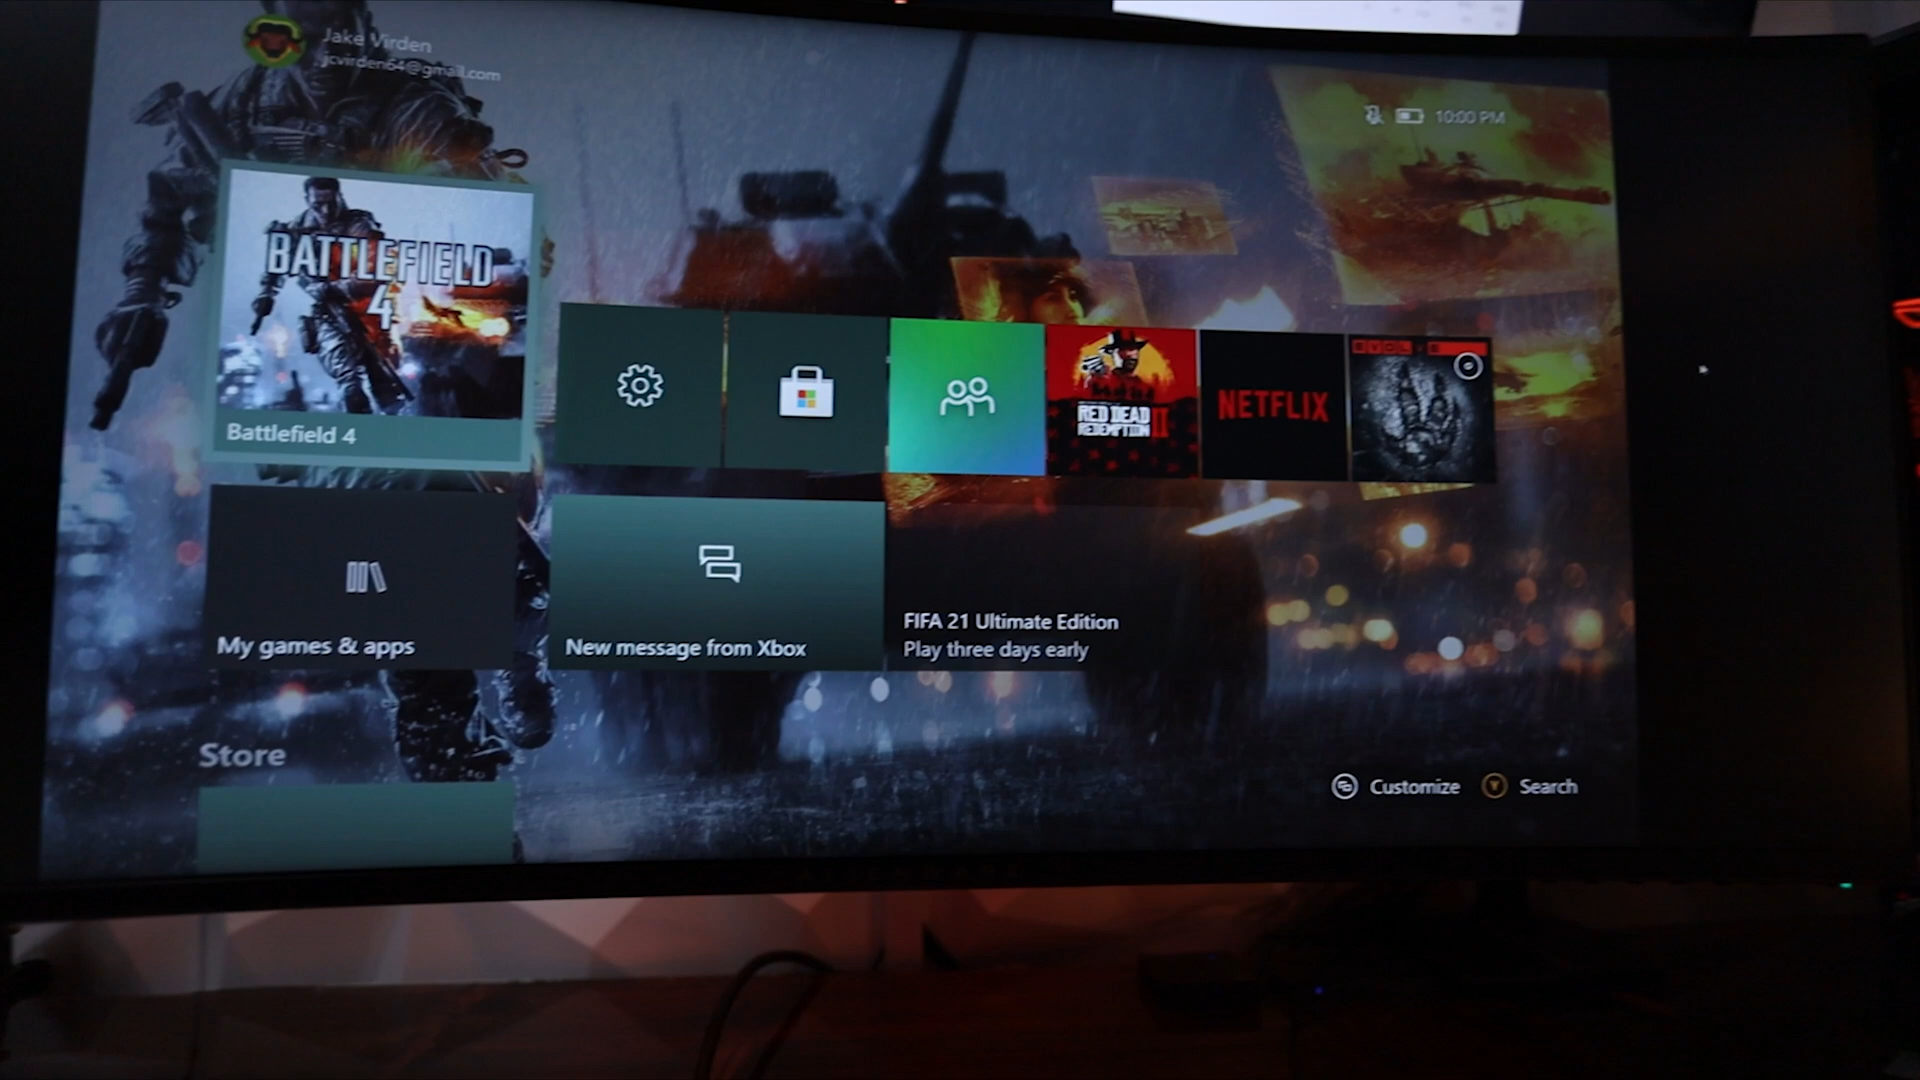 Jake Virden
jcvirden64@gmail.com
10:00 PM
BATTLEFIELD
4
Battlefield 4
RED DEAD
REDEMPTION II
NETFLIX
EVOLVE
My games & apps
New message from Xbox
FIFA 21 Ultimate Edition
Play three days early
Store
Customize
Y
Search